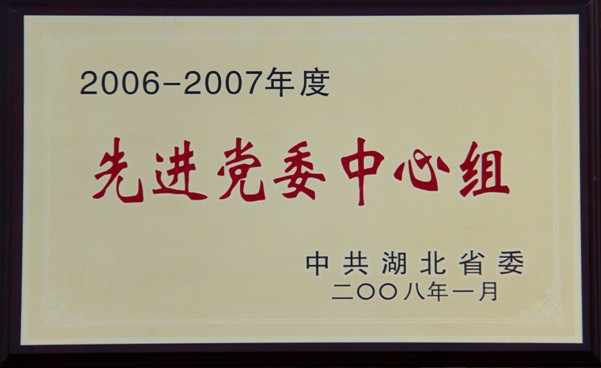 2006-2007年度
先进党委中心组
中共湖北省委
二〇〇八年一月